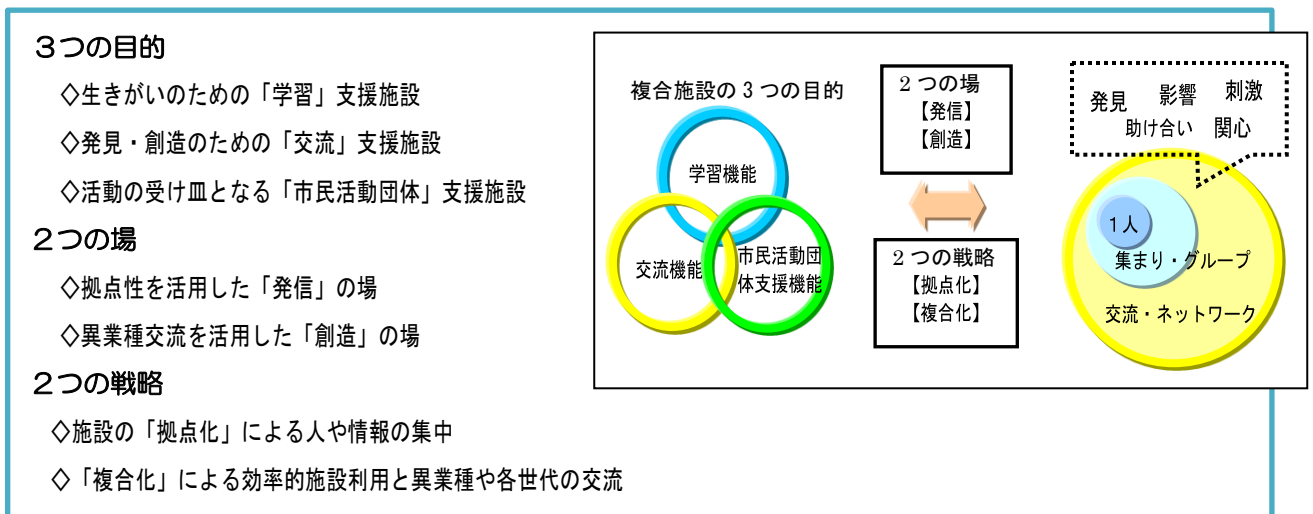 3つの目的
◇生きがいのための「学習」支援施設
◇発見・創造のための「交流」支援施設
◇活動の受け皿となる「市民活動団体」支援施設
2つの場
◇拠点性を活用した「発信」の場
◇異業種交流を活用した「創造」の場
2つの戦略
◇施設の「拠点化」による人や情報の集中
◇「複合化」による効率的施設利用と異業種や各世代の交流
複合施設の3つの目的
学習機能
交流機能
市民活動団
体支援機能
2つの場
【発信】
【創造】
2つの戦略
【拠点化】
【複合化】
発見 影響 刺激
助け合い 関心
1人
集まり・グループ
交流・ネットワーク